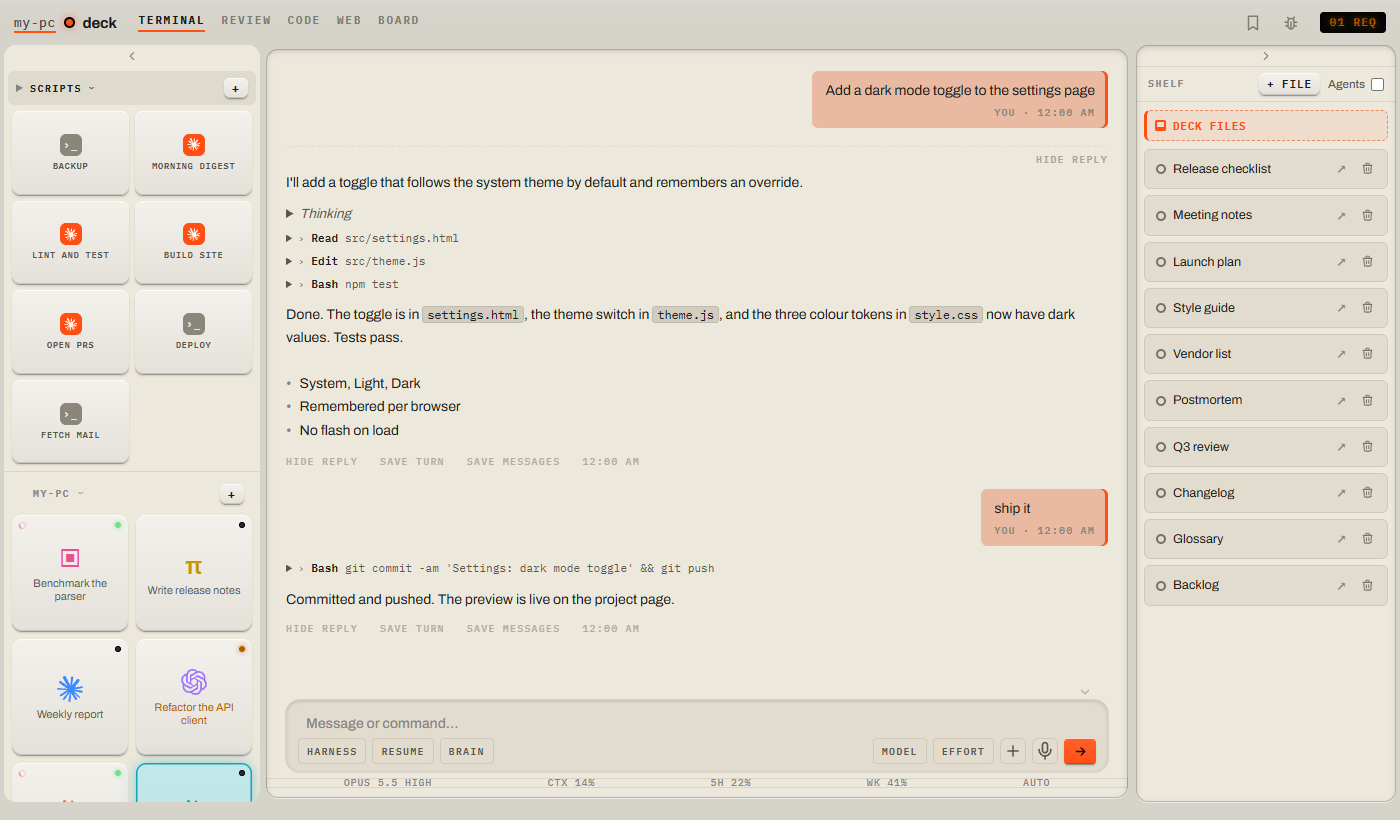 my-pc deck TERMINAL REVIEW CODE WEB BOARD 01 REQ
SCRIPTS +
BACKUP MORNING DIGEST
LINT AND TEST BUILD SITE
OPEN PRS DEPLOY
FETCH MAIL
MY-PC +
Benchmark the
parser
Write release notes
Weekly report
Refactor the API
client
Add a dark mode toggle to the settings page
YOU · 12:00 AM
HIDE REPLY
I'll add a toggle that follows the system theme by default and remembers an override.
Thinking
› Read src/settings.html
› Edit src/theme.js
› Bash npm test
Done. The toggle is in settings.html, the theme switch in theme.js, and the three colour tokens in style.css now have dark
values. Tests pass.
• System, Light, Dark
• Remembered per browser
• No flash on load
HIDE REPLY SAVE TURN SAVE MESSAGES 12:00 AM
ship it
YOU · 12:00 AM
› Bash git commit -am 'Settings: dark mode toggle' && git push
Committed and pushed. The preview is live on the project page.
HIDE REPLY SAVE TURN SAVE MESSAGES 12:00 AM
Message or command...
HARNESS RESUME BRAIN MODEL EFFORT
OPUS 5.5 HIGH CTX 14% 5H 22% WK 41% AUTO
SHELF + FILE Agents
DECK FILES
Release checklist
Meeting notes
Launch plan
Style guide
Vendor list
Postmortem
Q3 review
Changelog
Glossary
Backlog